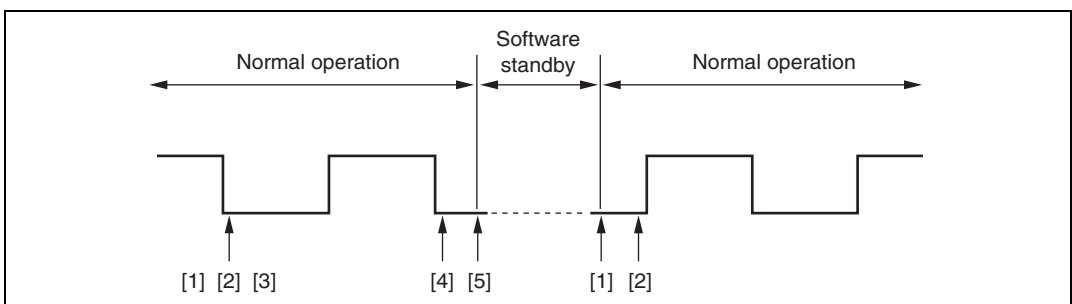 Software
standby
Normal operation
Normal operation
[1] [2] [3]
[4] [5]
[1] [2]